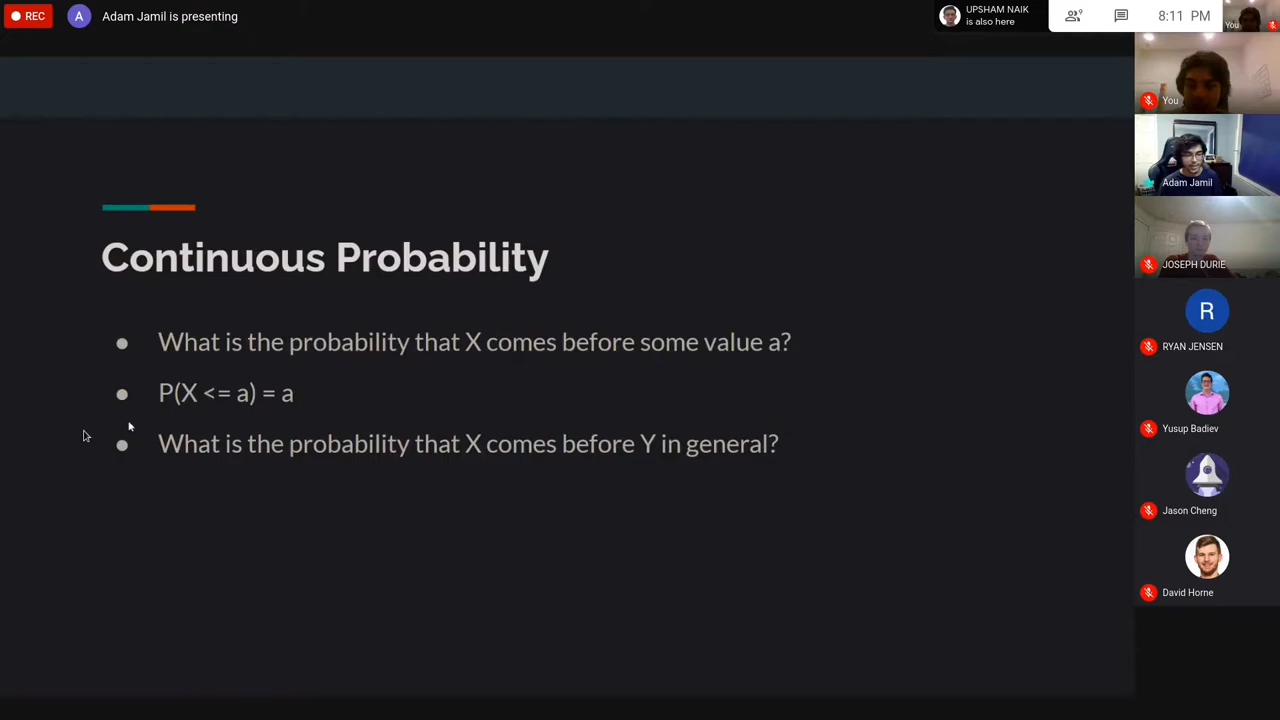 REC
A
Adam Jamil is presenting
UPSHAM NAIK
is also here
9
8:11 PM
You
You
Adam Jamil
JOSEPH DURIE
R
RYAN JENSEN
Yusup Badiev
Jason Cheng
David Horne
Continuous Probability
● What is the probability that X comes before some value a?
● P(X <= a) = a
● What is the probability that X comes before Y in general?